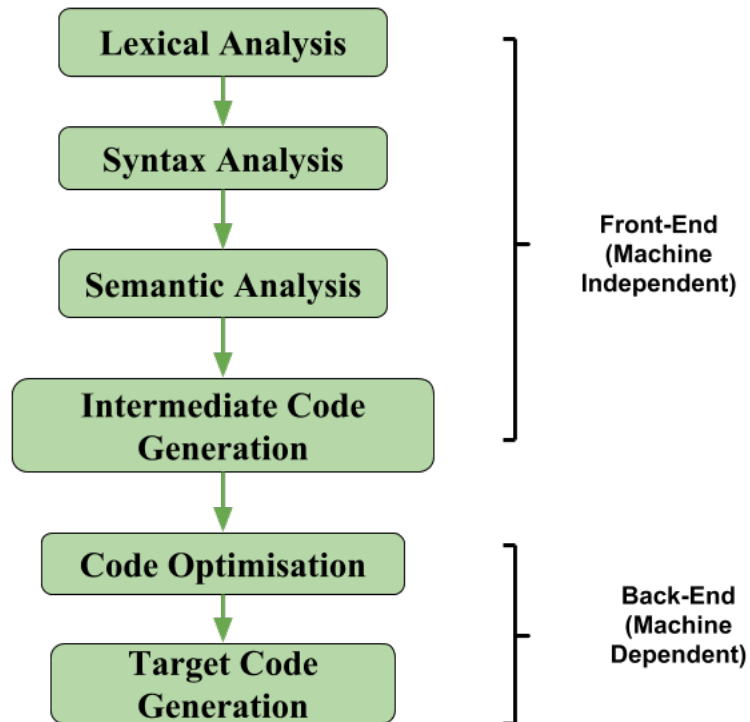 Lexical Analysis
Syntax Analysis
Semantic Analysis
Intermediate Code
Generation
Code Optimisation
Target Code
Generation
Front-End
(Machine
Independent)
Back-End
(Machine
Dependent)